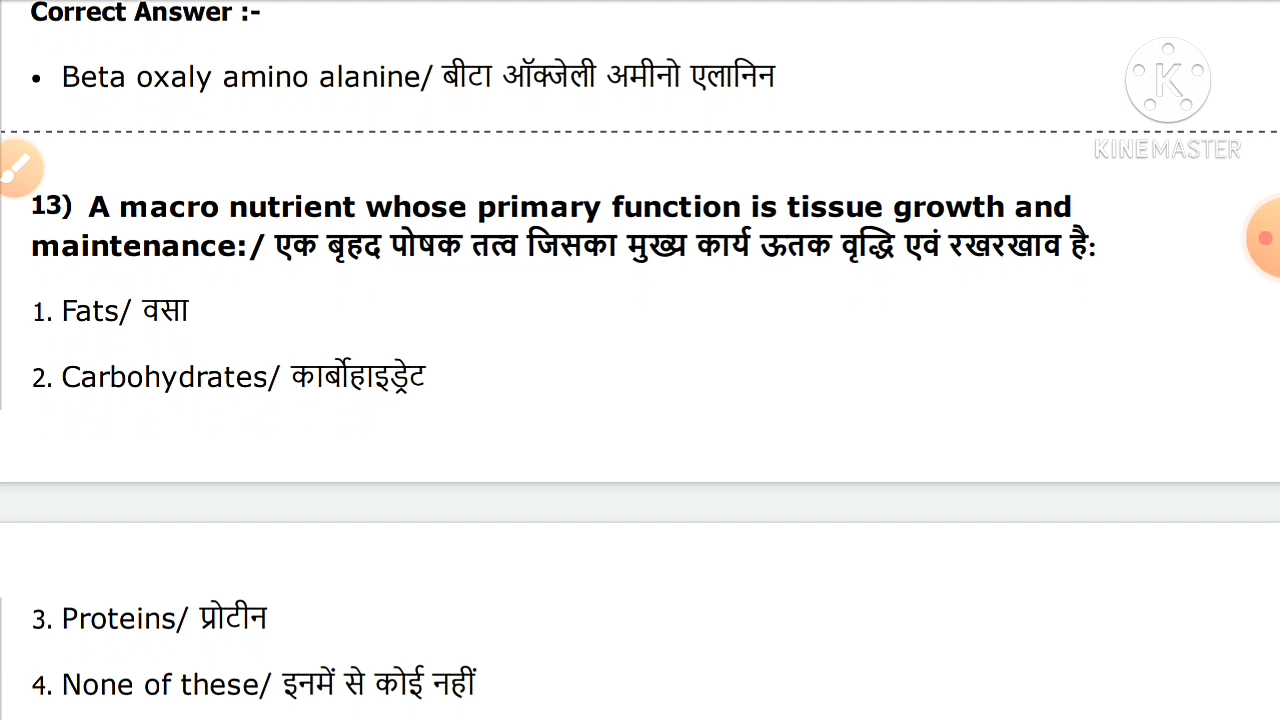 Correct Answer :-
• Beta oxaly amino alanine/ बीटा ऑक्जेली अमीनो एलानिन
KINEMASTER
13) A macro nutrient whose primary function is tissue growth and
maintenance:/ एक बृहद पोषक तत्व जिसका मुख्य कार्य ऊतक वृद्धि एवं रखरखाव है:
1. Fats/ वसा
2. Carbohydrates/ कार्बोहाइड्रेट
3. Proteins/ प्रोटीन
4. None of these/ इनमें से कोई नहीं